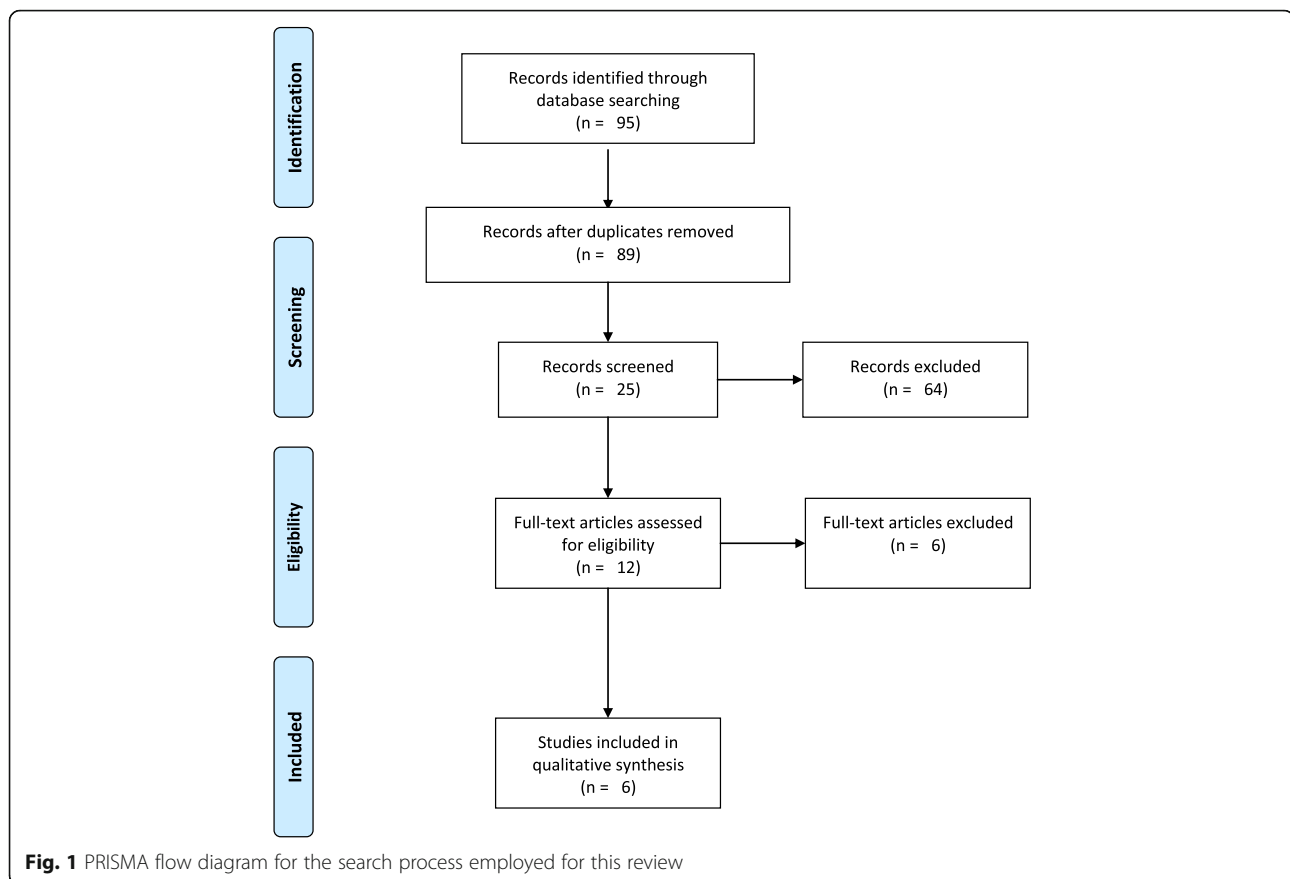 Identification
Records identified through
database searching
(n = 95)
Records after duplicates removed
(n = 89)
Screening
Records screened
(n = 25)
Records excluded
(n = 64)
Eligibility
Full-text articles assessed
for eligibility
(n = 12)
Full-text articles excluded
(n = 6)
Included
Studies included in
qualitative synthesis
(n = 6)
Fig. 1 PRISMA flow diagram for the search process employed for this review